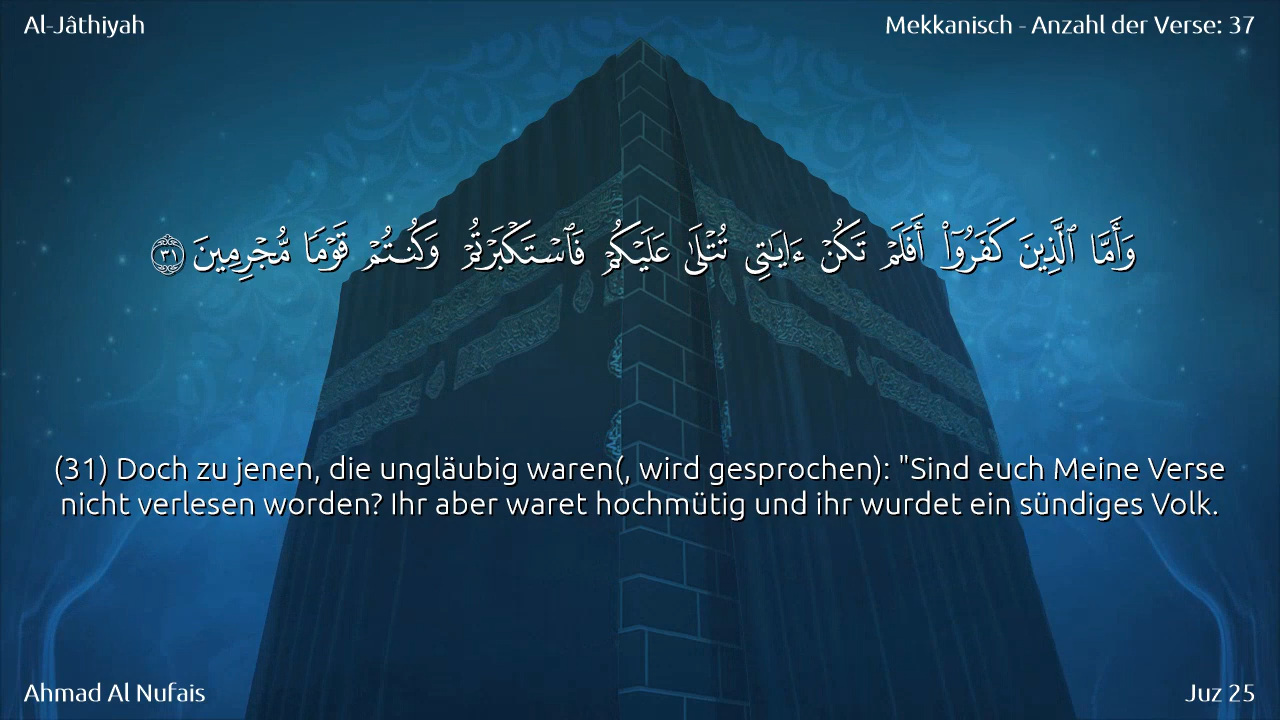 Al-Jâthiyah
Mekkanisch - Anzahl der Verse: 37
وَأَمَّا ٱلَّذِينَ كَفَرُوٓا۟ أَفَلَمْ تَكُنْ ءَايَـٰتِى تُتْلَىٰ عَلَيْكُمْ فَٱسْتَكْبَرْتُمْ وَكُنتُمْ قَوْمًا مُّجْرِمِينَ ٣١
(31) Doch zu jenen, die ungläubig waren(, wird gesprochen): "Sind euch Meine Verse
nicht verlesen worden? Ihr aber waret hochmütig und ihr wurdet ein sündiges Volk.
Ahmad Al Nufais
Juz 25